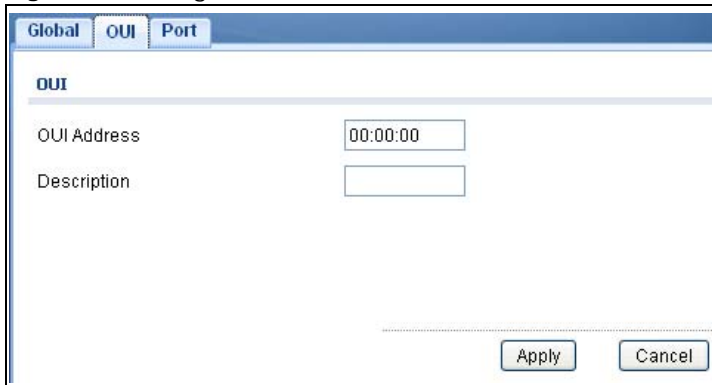 Global OUI Port
OUI
OUI Address 00:00:00
Description
Apply Cancel